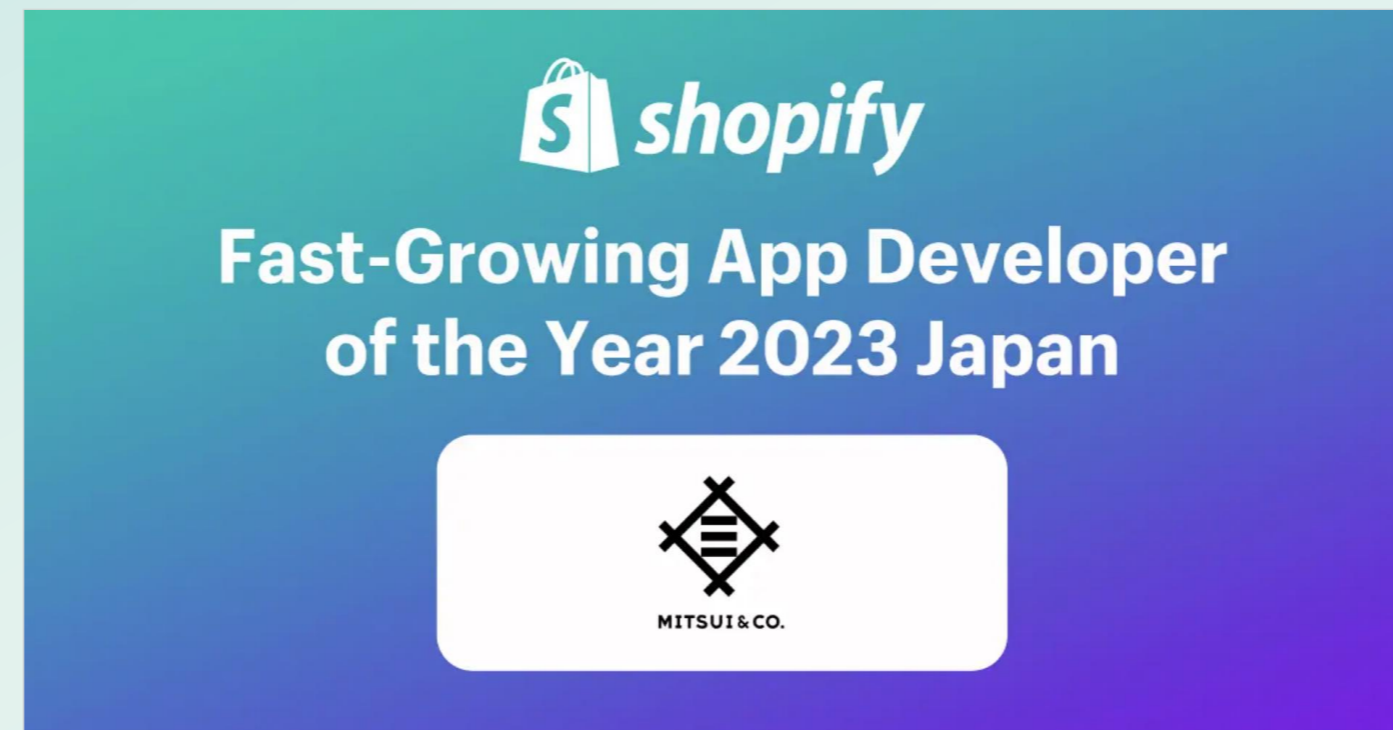 shopify
Fast-Growing App Developer
of the Year 2023 Japan
MITSUI & CO.